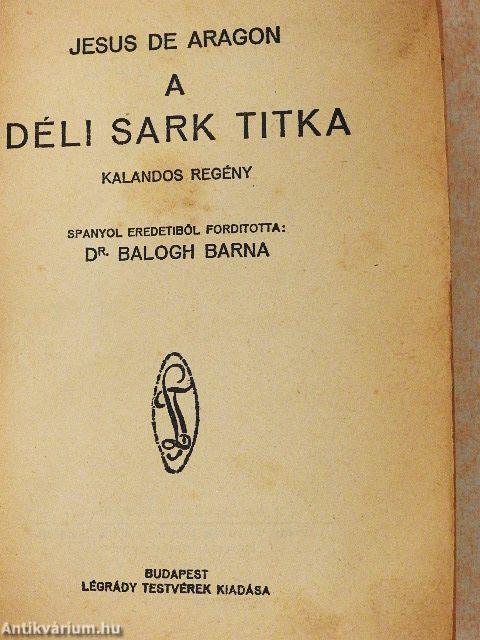 JESUS DE ARAGON
A
DÉLI SARK TITKA
KALANDOS REGÉNY
SPANYOL EREDETIBŐL FORDITOTTA:
DR. BALOGH BARNA
BUDAPEST
LÉGRÁDY TESTVÉREK KIADÁSA
Antikvárium.hu